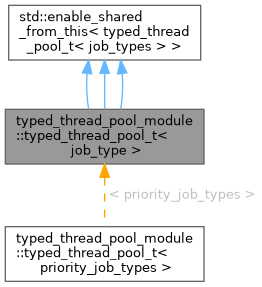 std::enable_shared
_from_this< typed_thread
_pool_t< job_types > >
typed_thread_pool_module
::typed_thread_pool_t<
job_type >
< priority_job_types >
typed_thread_pool_module
::typed_thread_pool_t<
priority_job_types >